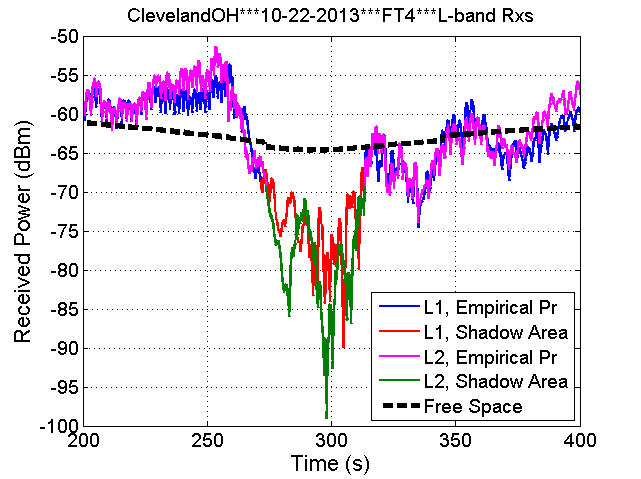 ClevelandOH***10-22-2013***FT4***L-band Rxs
Received Power (dBm)
-50
-55
-60
-65
-70
-75
-80
-85
-90
-95
-100
L1, Empirical Pr
L1, Shadow Area
L2, Empirical Pr
L2, Shadow Area
Free Space
200 250 300 350 400
Time (s)